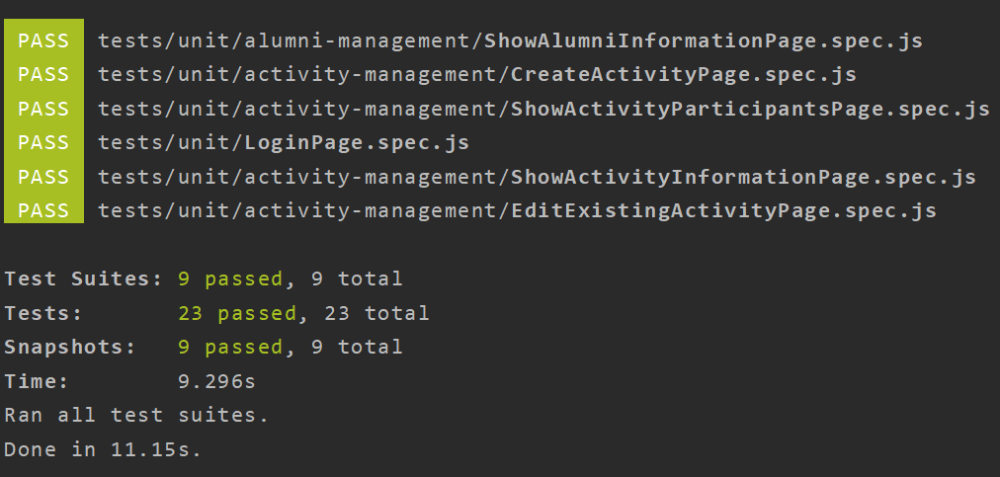 PASS tests/unit/alumni-management/ShowAlumniInformationPage.spec.js
PASS tests/unit/activity-management/CreateActivityPage.spec.js
PASS tests/unit/activity-management/ShowActivityParticipantsPage.spec.js
PASS tests/unit/LoginPage.spec.js
PASS tests/unit/activity-management/ShowActivityInformationPage.spec.js
PASS tests/unit/activity-management/EditExistingActivityPage.spec.js
Test Suites: 9 passed, 9 total
Tests: 23 passed, 23 total
Snapshots: 9 passed, 9 total
Time: 9.296s
Ran all test suites.
Done in 11.15s.